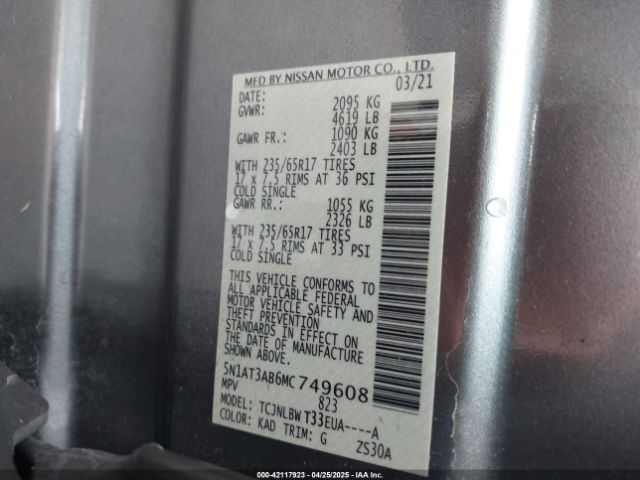 MFD BY NISSAN MOTOR CO., LTD.
DATE: 03/21
GVWR: 2095 KG
4619 LB
GAWR FR.: 1090 KG
2403 LB
WITH 235/65R17 TIRES
17 x 7.5 RIMS AT 36 PSI
COLD SINGLE
GAWR RR.: 1055 KG
2326 LB
WITH 235/65R17 TIRES
17 x 7.5 RIMS AT 33 PSI
COLD SINGLE
THIS VEHICLE CONFORMS TO
ALL APPLICABLE FEDERAL
MOTOR VEHICLE SAFETY AND
THEFT PREVENTION
STANDARDS IN EFFECT ON
THE DATE OF MANUFACTURE
SHOWN ABOVE.
5N1AT3AB6MC749608
MPV 823
MODEL: TCJNLBW T33EUA----A
COLOR: KAD TRIM: G ZS30A
000-42117923 - 04/25/2025 - IAAI.COM